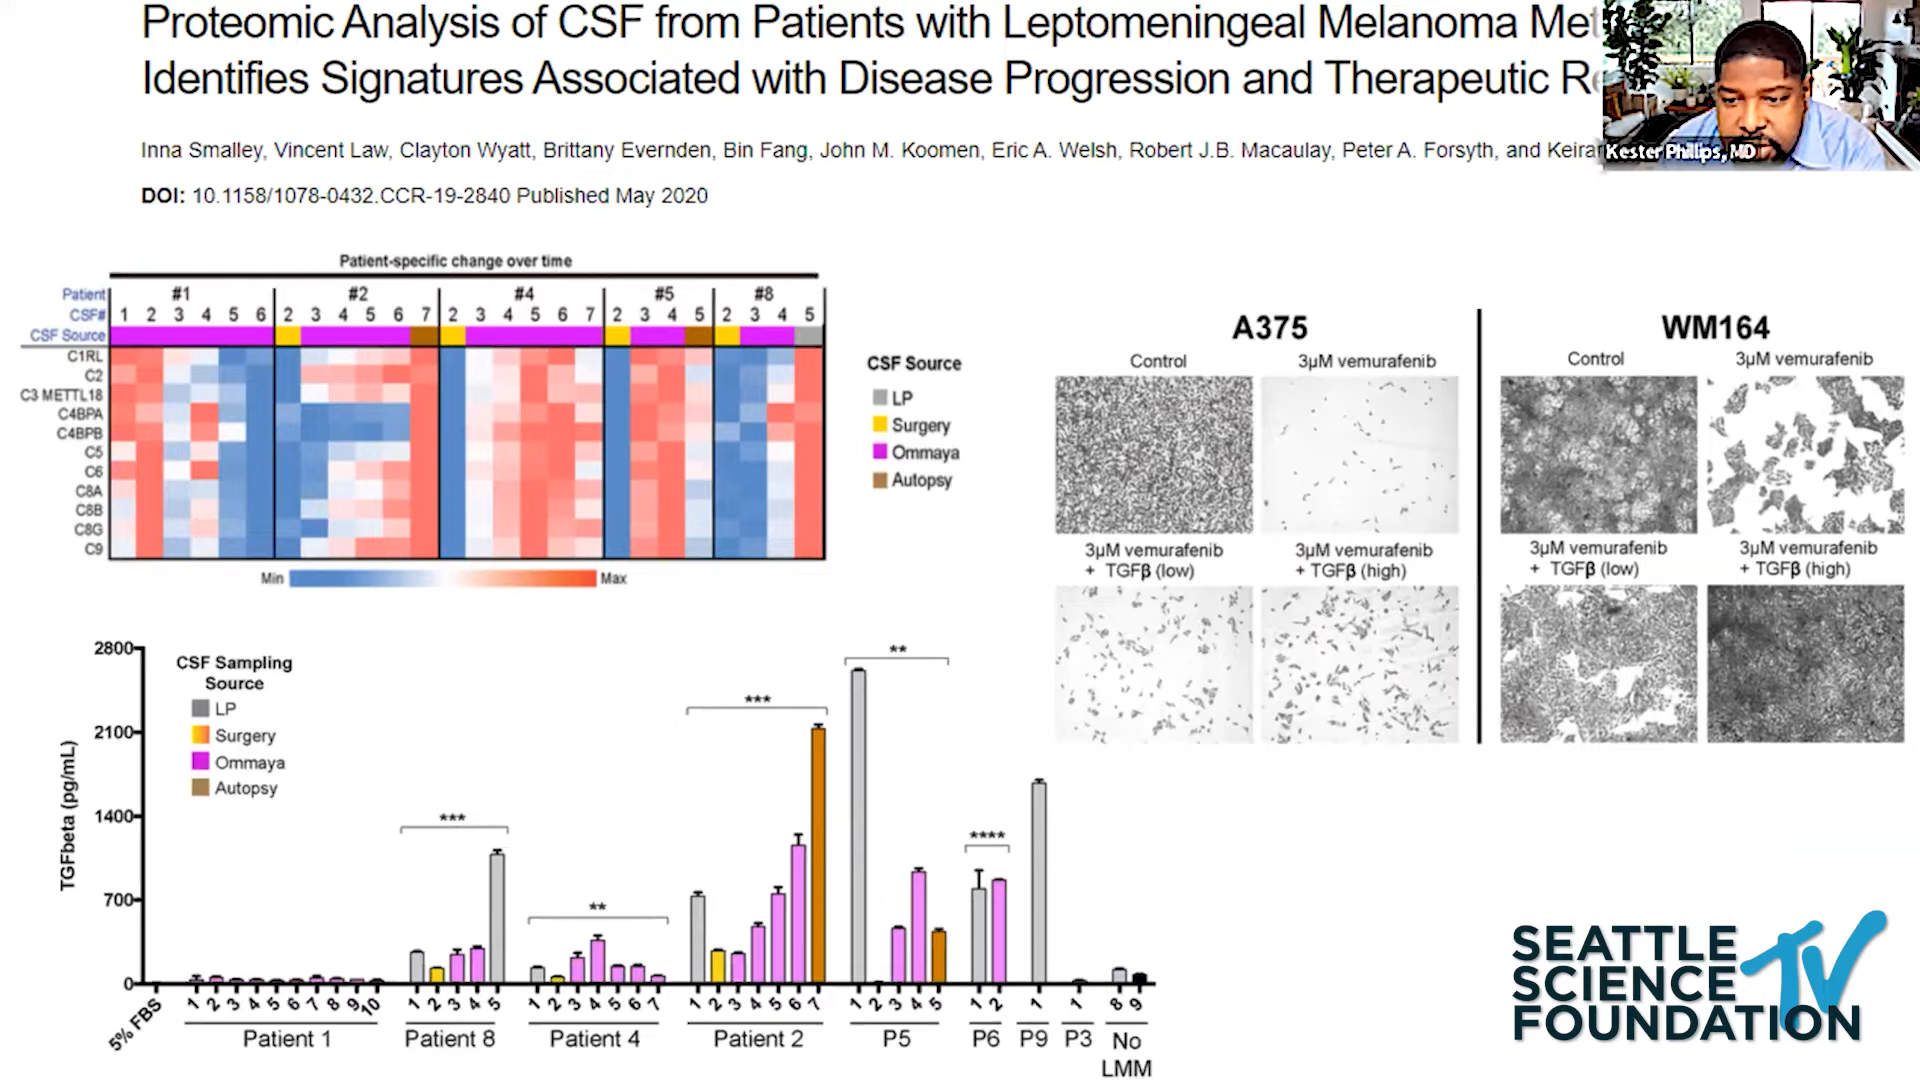 Proteomic Analysis of CSF from Patients with Leptomeningeal Melanoma Met
Identifies Signatures Associated with Disease Progression and Therapeutic Re
Inna Smalley, Vincent Law, Clayton Wyatt, Brittany Evernden, Bin Fang, John M. Koomen, Eric A. Welsh, Robert J.B. Macaulay, Peter A. Forsyth, and Keiran
DOI: 10.1158/1078-0432.CCR-19-2840 Published May 2020
Kester Phillips, MD
Patient-specific change over time
Patient #1 #2 #4 #5 #8
CSF# 1 2 3 4 5 6 2 3 4 5 6 7 2 3 4 5 6 7 2 3 4 5 2 3 4 5
CSF Source
C1RL
C2
C3 METTL18
C4BPA
C4BPB
C5
C6
C8A
C8B
C8G
C9
Min Max
CSF Source
LP
Surgery
Ommaya
Autopsy
A375
Control 3µM vemurafenib
3µM vemurafenib + TGFβ (low)
3µM vemurafenib + TGFβ (high)
WM164
Control 3µM vemurafenib
3µM vemurafenib + TGFβ (low)
3µM vemurafenib + TGFβ (high)
CSF Sampling
Source
LP
Surgery
Ommaya
Autopsy
TGFbeta (pg/mL)
2800
2100
1400
700
0
*** ** *** ** ****
5% FBS 1 2 3 4 5 6 7 8 9 10 1 2 3 4 5 1 2 3 4 5 6 7 1 2 3 4 5 6 7 1 2 3 4 5 1 2 1 1 8 9
Patient 1 Patient 8 Patient 4 Patient 2 P5 P6 P9 P3 No
LMM
SEATTLE
SCIENCE
FOUNDATION
TV